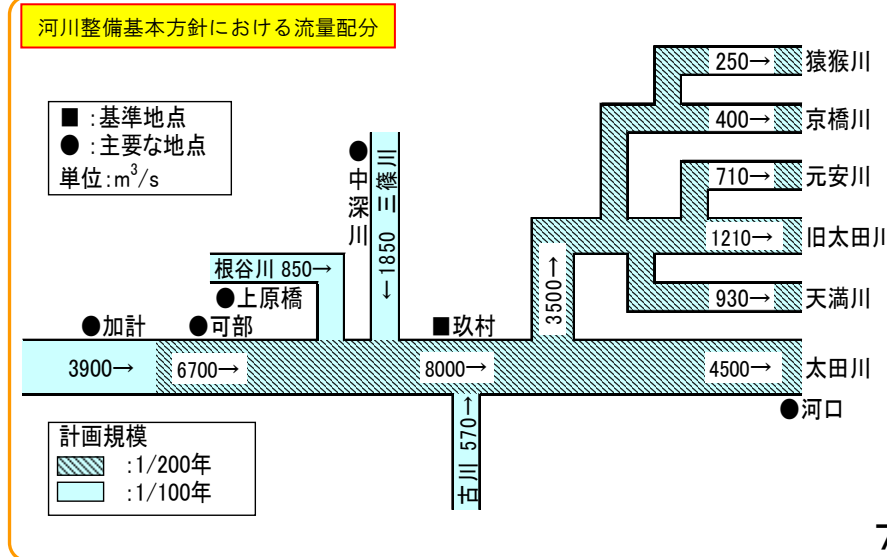 河川整備基本方針における流量配分
■ :基準地点
● :主要な地点
単位:m³/s
250→ 猿猴川
400→ 京橋川
710→ 元安川
1210→ 旧太田川
930→ 天満川
3500→
●中深川
←1850 三篠川
根谷川 850→
●上原橋
●加計
●可部
■玖村
3900→
6700→
8000→
4500→ 太田川
●河口
古川 570→
計画規模
:1/200年
:1/100年
7